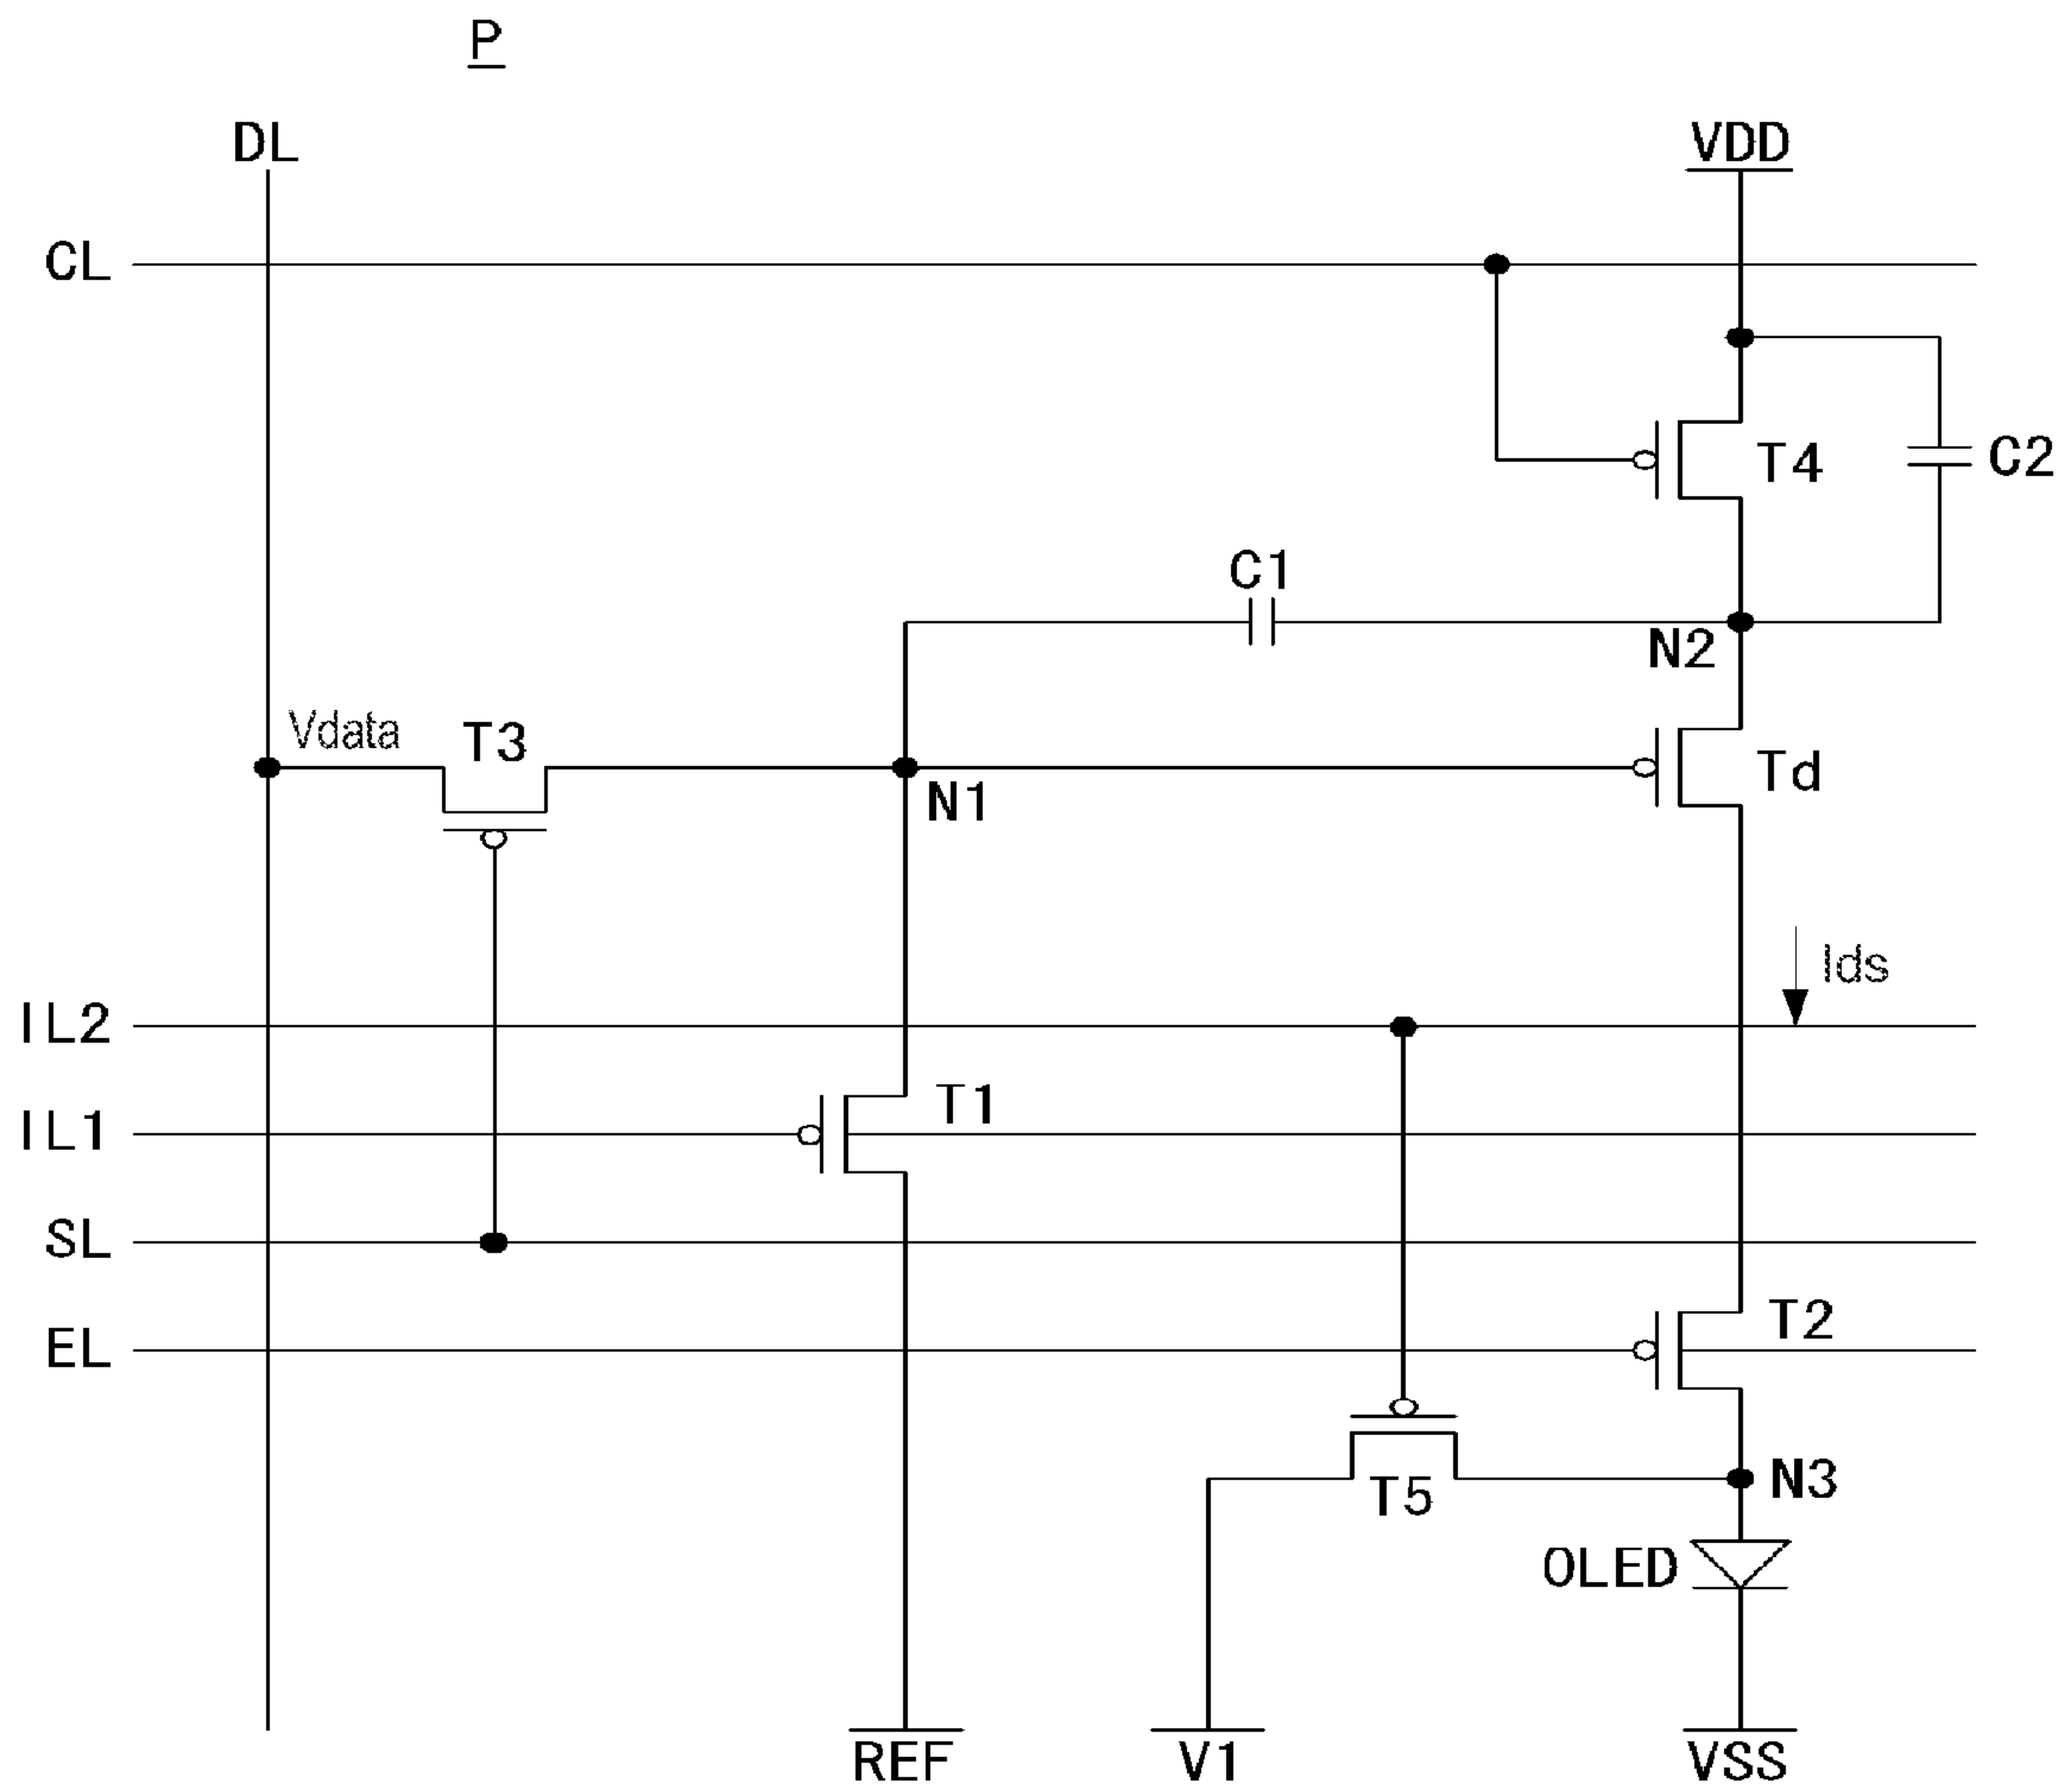 P
DL
VDD
CL
T4
C2
C1
N2
Vdata
T3
Td
N1
Ids
IL2
T1
IL1
SL
T2
EL
N3
T5
OLED
REF
V1
VSS